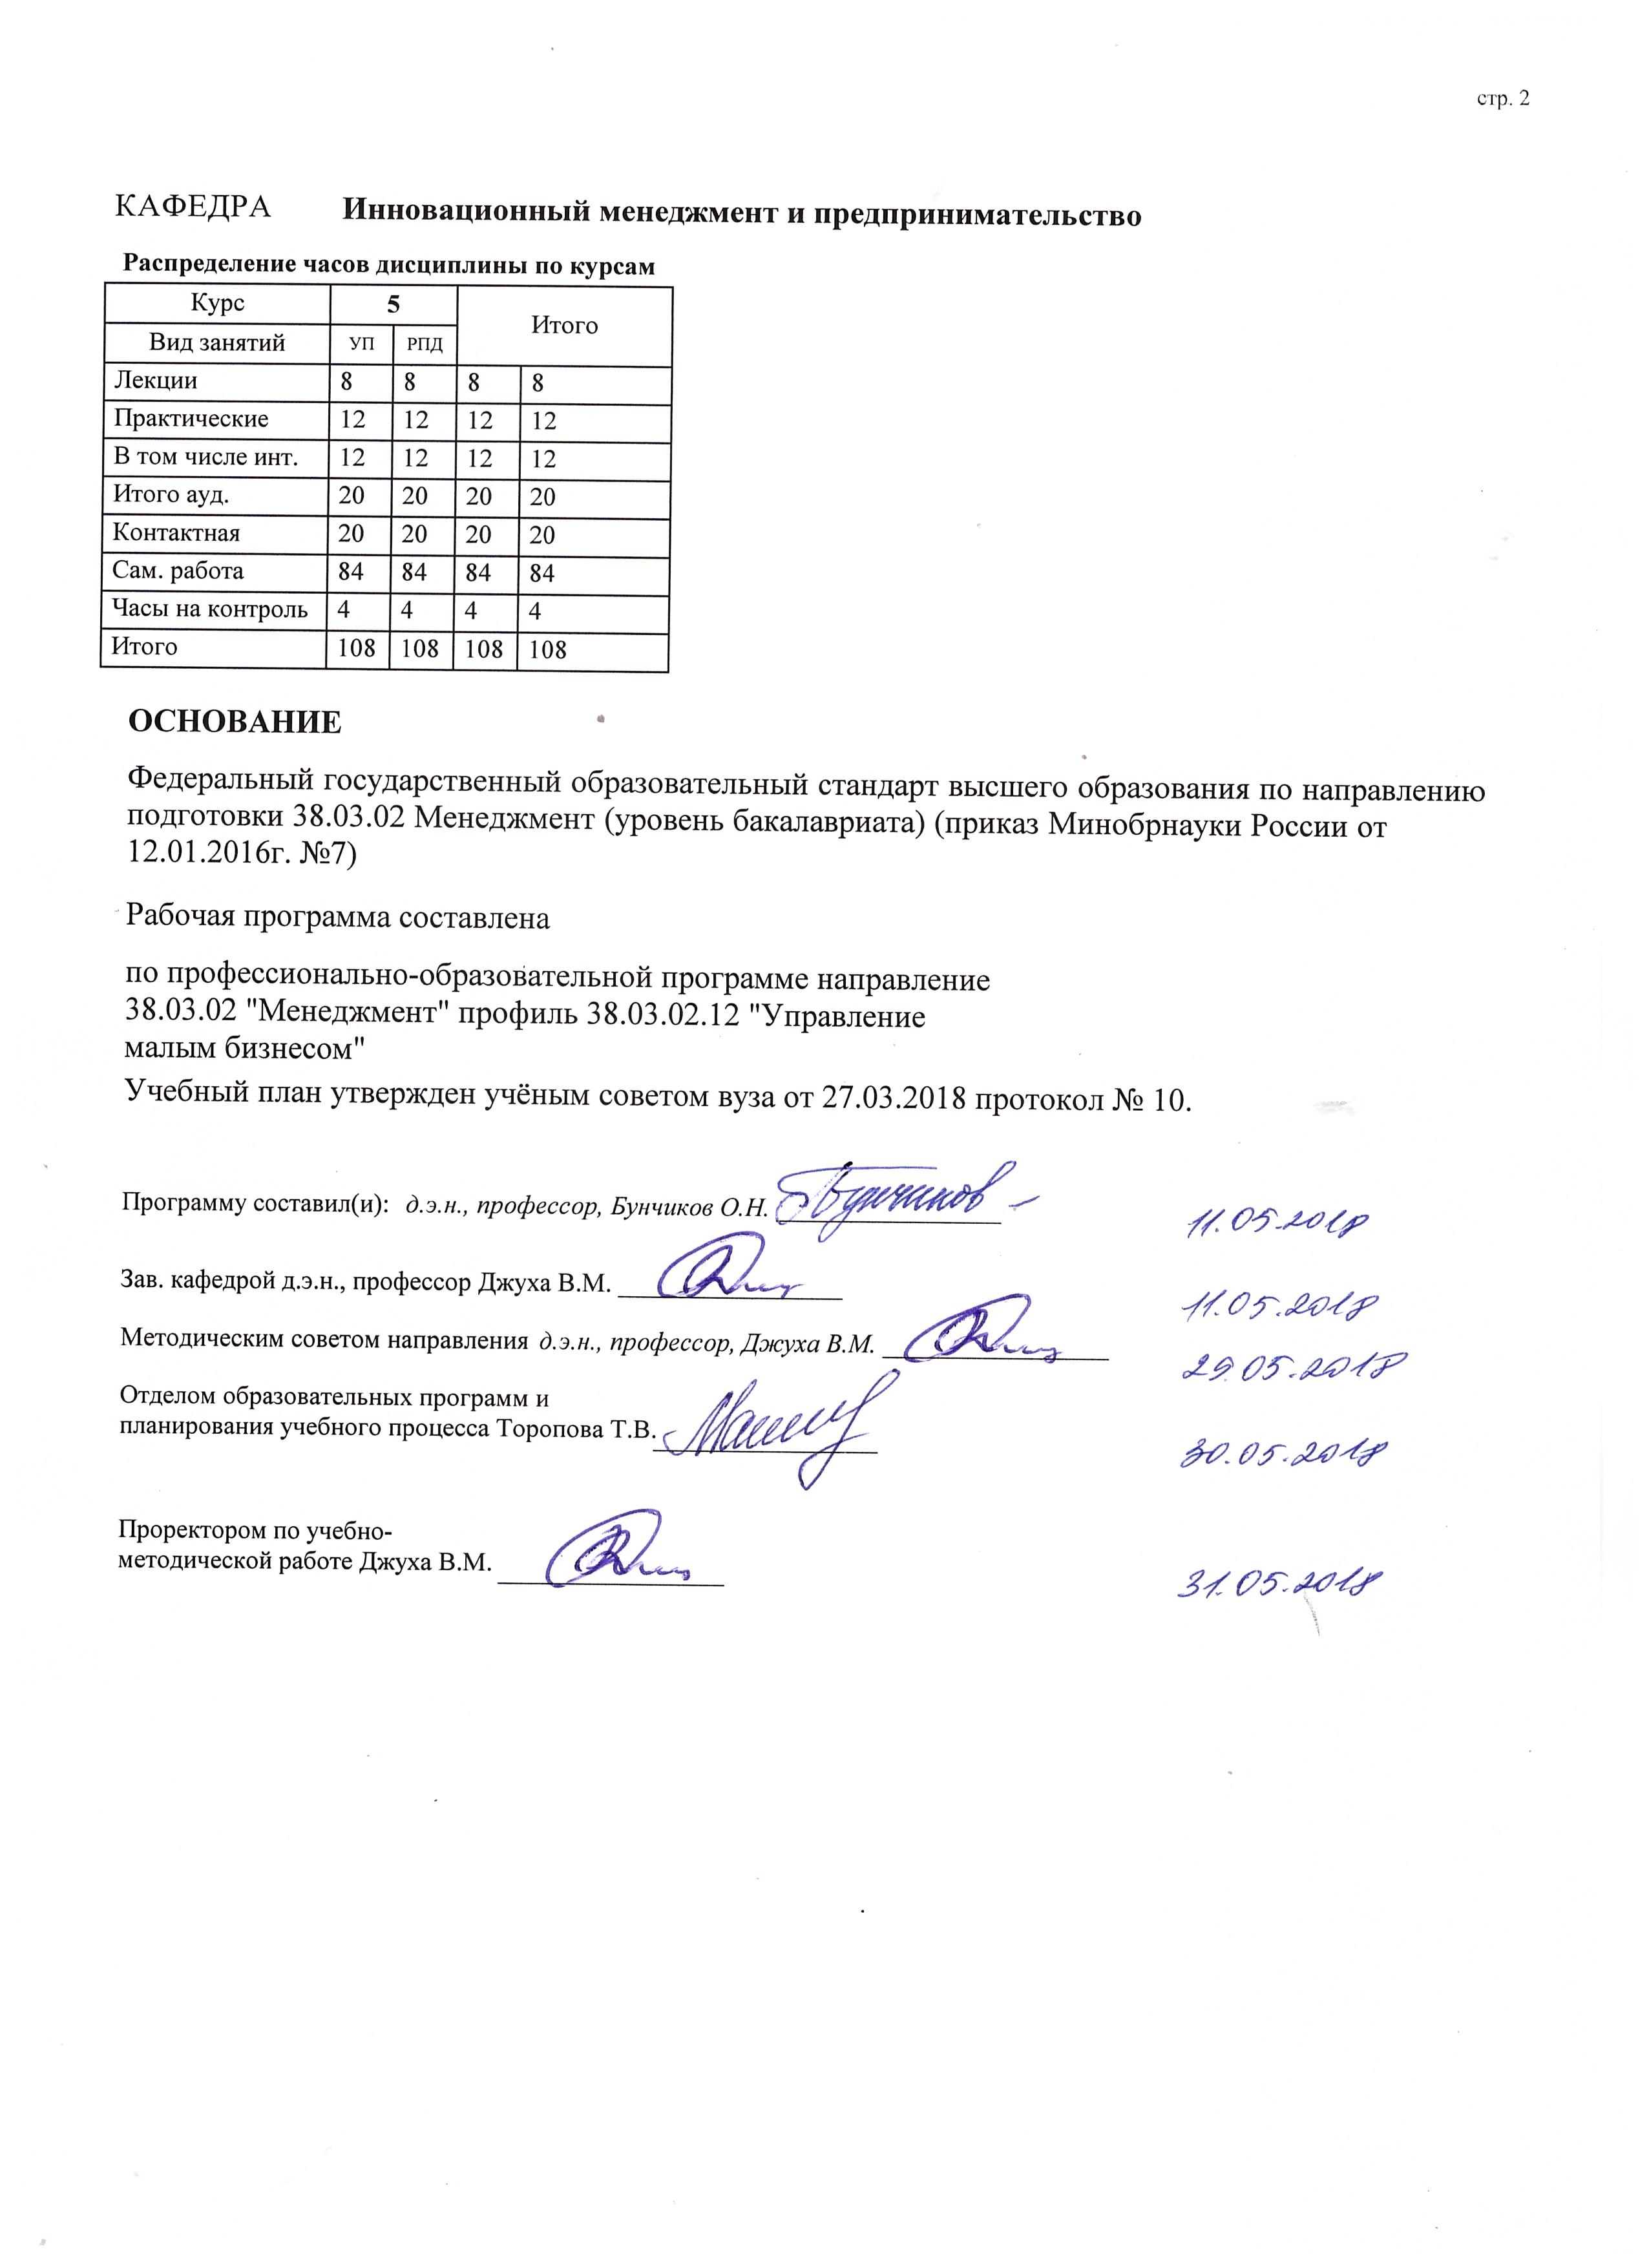 стр. 2
КАФЕДРА Инновационный менеджмент и предпринимательство
Распределение часов дисциплины по курсам
Курс 5 Итого
Вид занятий УП РПД
Лекции 8 8 8 8
Практические 12 12 12 12
В том числе инт. 12 12 12 12
Итого ауд. 20 20 20 20
Контактная 20 20 20 20
Сам. работа 84 84 84 84
Часы на контроль 4 4 4 4
Итого 108 108 108 108
ОСНОВАНИЕ
Федеральный государственный образовательный стандарт высшего образования по направлению
подготовки 38.03.02 Менеджмент (уровень бакалавриата) (приказ Минобрнауки России от
12.01.2016г. №7)
Рабочая программа составлена
по профессионально-образовательной программе направление
38.03.02 "Менеджмент" профиль 38.03.02.12 "Управление
малым бизнесом"
Учебный план утвержден учёным советом вуза от 27.03.2018 протокол № 10.
Программу составил(и): д.э.н., профессор, Бунчиков О.Н. Бунчиков 11.05.2018
Зав. кафедрой д.э.н., профессор Джуха В.М. 11.05.2018
Методическим советом направления д.э.н., профессор, Джуха В.М. 29.05.2018
Отделом образовательных программ и
планирования учебного процесса Торопова Т.В. 30.05.2018
Проректором по учебно-
методической работе Джуха В.М. 31.05.2018